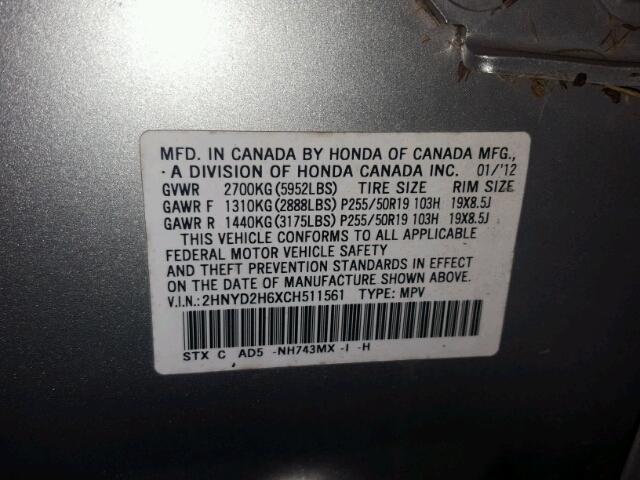 MFD. IN CANADA BY HONDA OF CANADA MFG.,
· A DIVISION OF HONDA CANADA INC. 01/'12
GVWR 2700KG(5952LBS) TIRE SIZE RIM SIZE
GAWR F 1310KG(2888LBS) P255/50R19 103H 19X8.5J
GAWR R 1440KG(3175LBS) P255/50R19 103H 19X8.5J
THIS VEHICLE CONFORMS TO ALL APPLICABLE
FEDERAL MOTOR VEHICLE SAFETY
AND THEFT PREVENTION STANDARDS IN EFFECT
ON THE DATE OF MANUFACTURE SHOWN ABOVE.
V.I.N.:2HNYD2H6XCH511561 TYPE: MPV
STX C AD5 -NH743MX -I -H